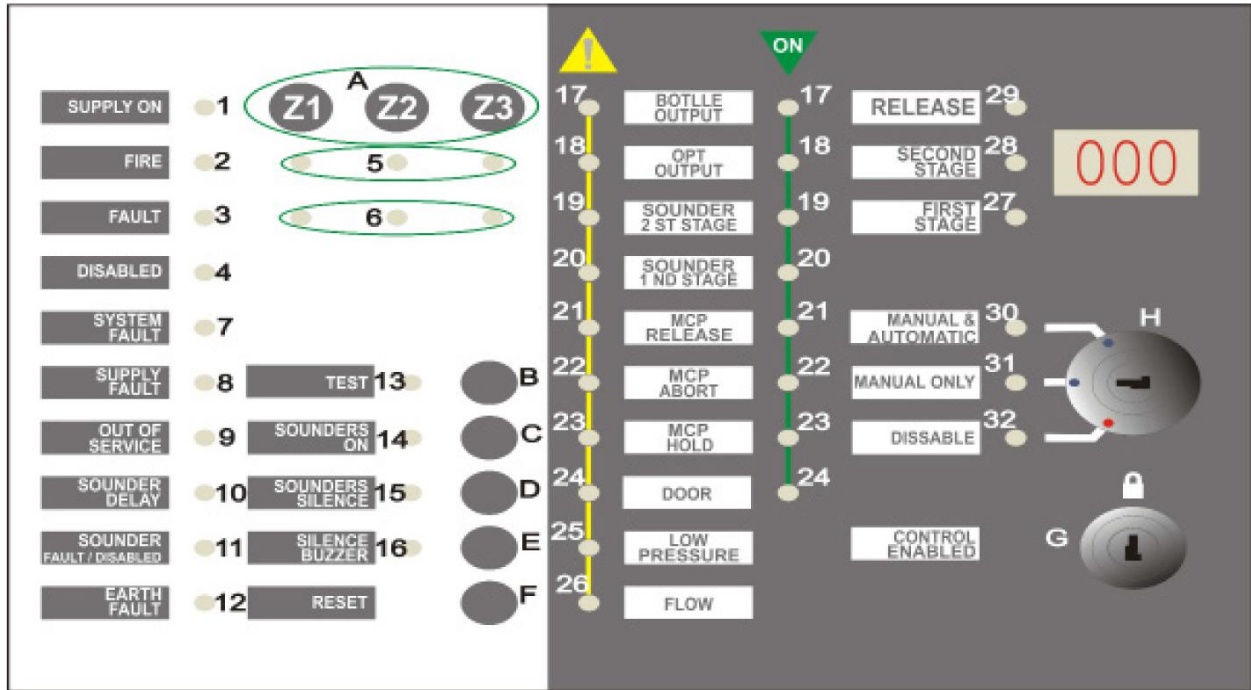 ON
A
SUPPLY ON 1 Z1 Z2 Z3 17 BOTLLE OUTPUT 17 RELEASE 29
FIRE 2 5 18 OPT OUTPUT 18 SECOND STAGE 28 000
FAULT 3 6 19 SOUNDER 2 ST STAGE 19 FIRST STAGE 27
DISABLED 4 20 SOUNDER 1 ND STAGE 20
SYSTEM FAULT 7 21 MCP RELEASE 21 MANUAL & AUTOMATIC 30 H
SUPPLY FAULT 8 TEST 13 B 22 MCP ABORT 22 MANUAL ONLY 31
OUT OF SERVICE 9 SOUNDERS ON 14 C 23 MCP HOLD 23 DISSABLE 32
SOUNDER DELAY 10 SOUNDERS SILENCE 15 D 24 DOOR 24
SOUNDER FAULT / DISABLED 11 SILENCE BUZZER 16 E 25 LOW PRESSURE CONTROL ENABLED G
EARTH FAULT 12 RESET F 26 FLOW